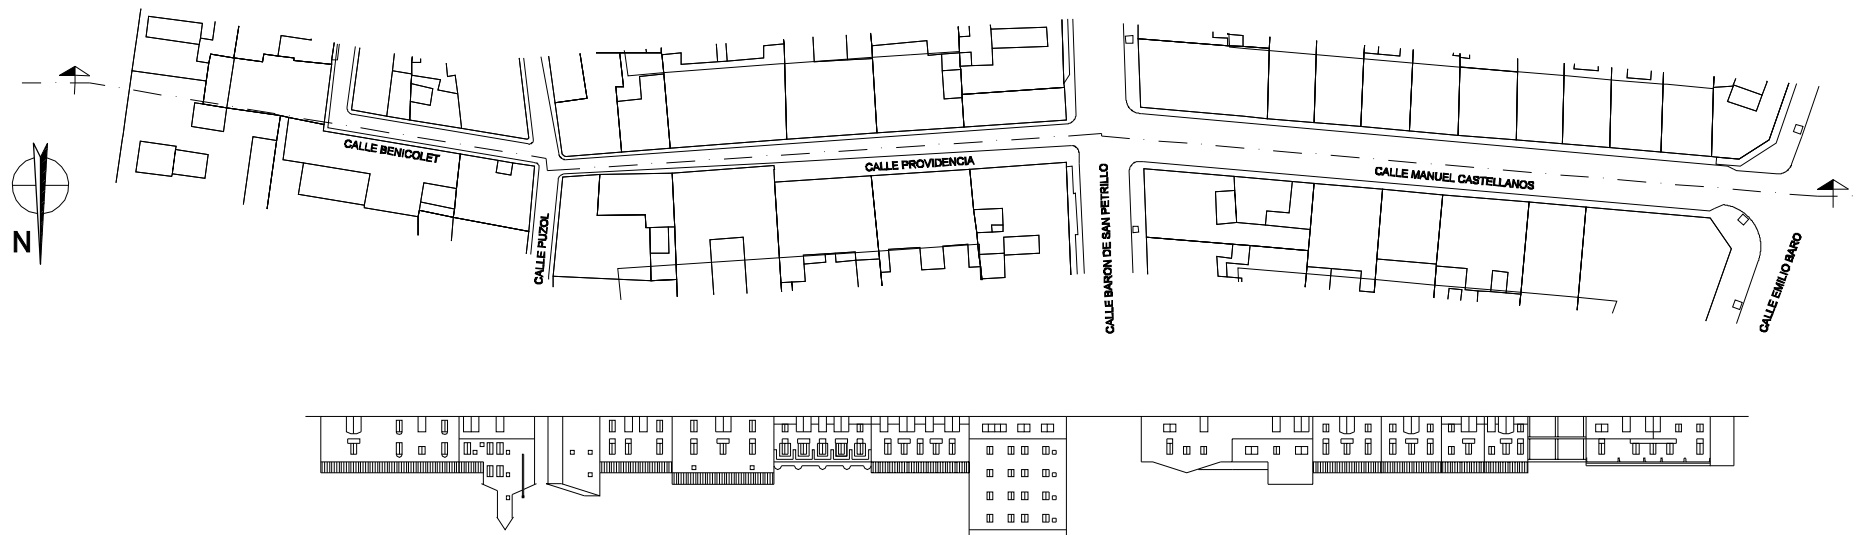 CALLE BENICOLET
CALLE PROVIDENCIA
CALLE MANUEL CASTELLANOS
N
CALLE PUZOL
CALLE BARON DE SAN PETRILLO
CALLE EMILIO BARO